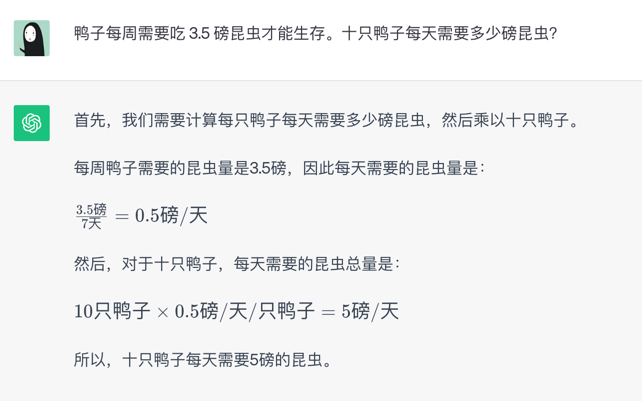 鸭子每周需要吃 3.5 磅昆虫才能生存。十只鸭子每天需要多少磅昆虫?
首先，我们需要计算每只鸭子每天需要多少磅昆虫，然后乘以十只鸭子。
每周鸭子需要的昆虫量是3.5磅，因此每天需要的昆虫量是：
3.5磅/7天 = 0.5磅/天
然后，对于十只鸭子，每天需要的昆虫总量是：
10只鸭子 × 0.5磅/天/只鸭子 = 5磅/天
所以，十只鸭子每天需要5磅的昆虫。